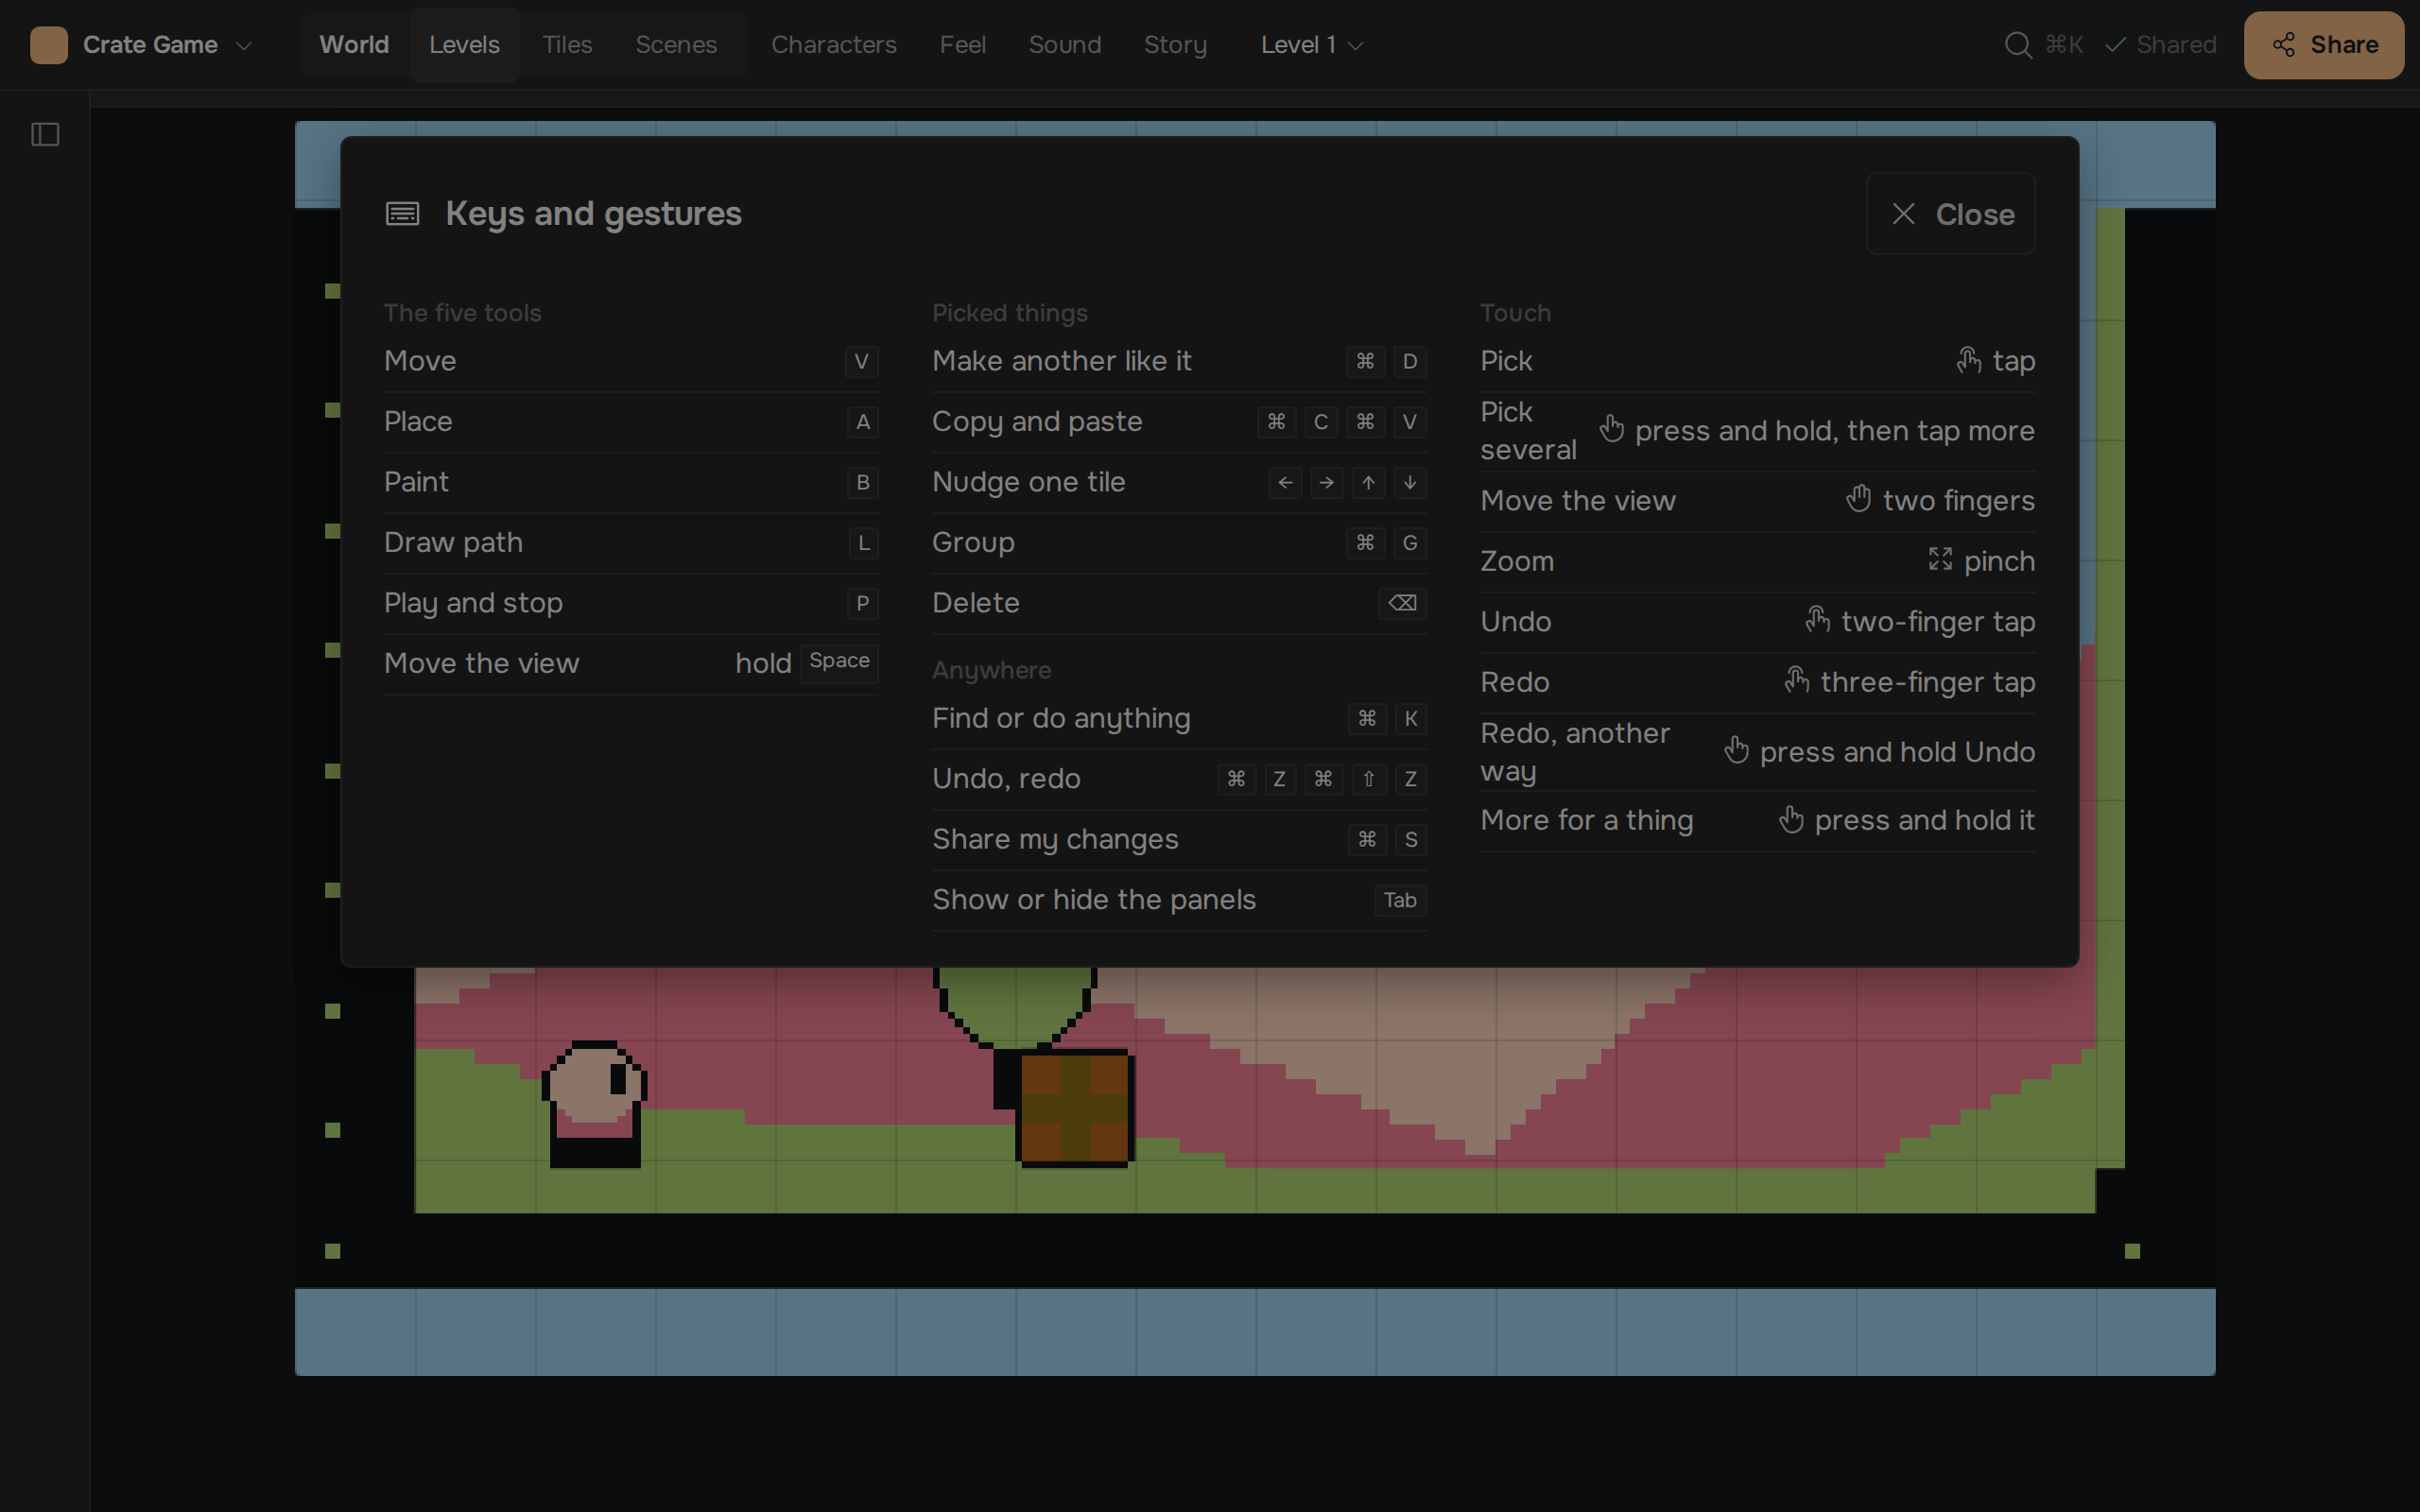 Crate Game World Levels Tiles Scenes Characters Feel Sound Story Level 1 ⌘K Shared Share
Keys and gestures
Close
The five tools
Move V
Place A
Paint B
Draw path L
Play and stop P
Move the view hold Space
Picked things
Make another like it ⌘ D
Copy and paste ⌘ C ⌘ V
Nudge one tile ← → ↑ ↓
Group ⌘ G
Delete ⌫
Anywhere
Find or do anything ⌘ K
Undo, redo ⌘ Z ⌘ ⇧ Z
Share my changes ⌘ S
Show or hide the panels Tab
Touch
Pick tap
Pick
several press and hold, then tap more
Move the view two fingers
Zoom pinch
Undo two-finger tap
Redo three-finger tap
Redo, another
way press and hold Undo
More for a thing press and hold it